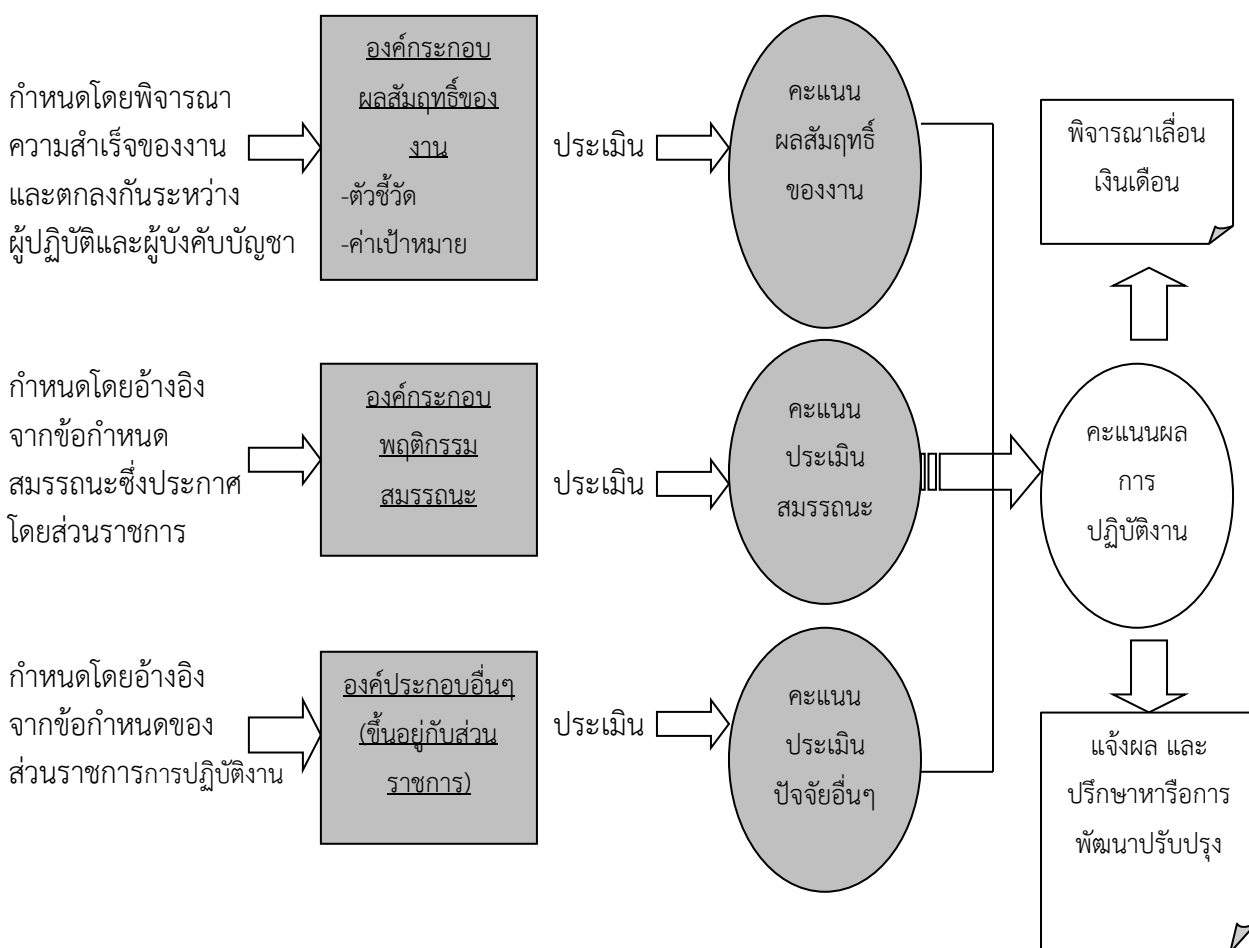 กำหนดโดยพิจารณา
ความสำเร็จของงาน
และตกลงกันระหว่าง
ผู้ปฏิบัติและผู้บังคับบัญชา
องค์กระกอบ
ผลสัมฤทธิ์ของ
งาน
-ตัวชี้วัด
-ค่าเป้าหมาย
ประเมิน
คะแนน
ผลสัมฤทธิ์
ของงาน
พิจารณาเลื่อน
เงินเดือน
กำหนดโดยอ้างอิง
จากข้อกำหนด
สมรรถนะซึ่งประกาศ
โดยส่วนราชการ
องค์กระกอบ
พฤติกรรม
สมรรถนะ
ประเมิน
คะแนน
ประเมิน
สมรรถนะ
คะแนนผล
การ
ปฏิบัติงาน
กำหนดโดยอ้างอิง
จากข้อกำหนดของ
ส่วนราชการการปฏิบัติงาน
องค์ประกอบอื่นๆ
(ขึ้นอยู่กับส่วน
ราชการ)
ประเมิน
คะแนน
ประเมิน
ปัจจัยอื่นๆ
แจ้งผล และ
ปรึกษาหารือการ
พัฒนาปรับปรุง